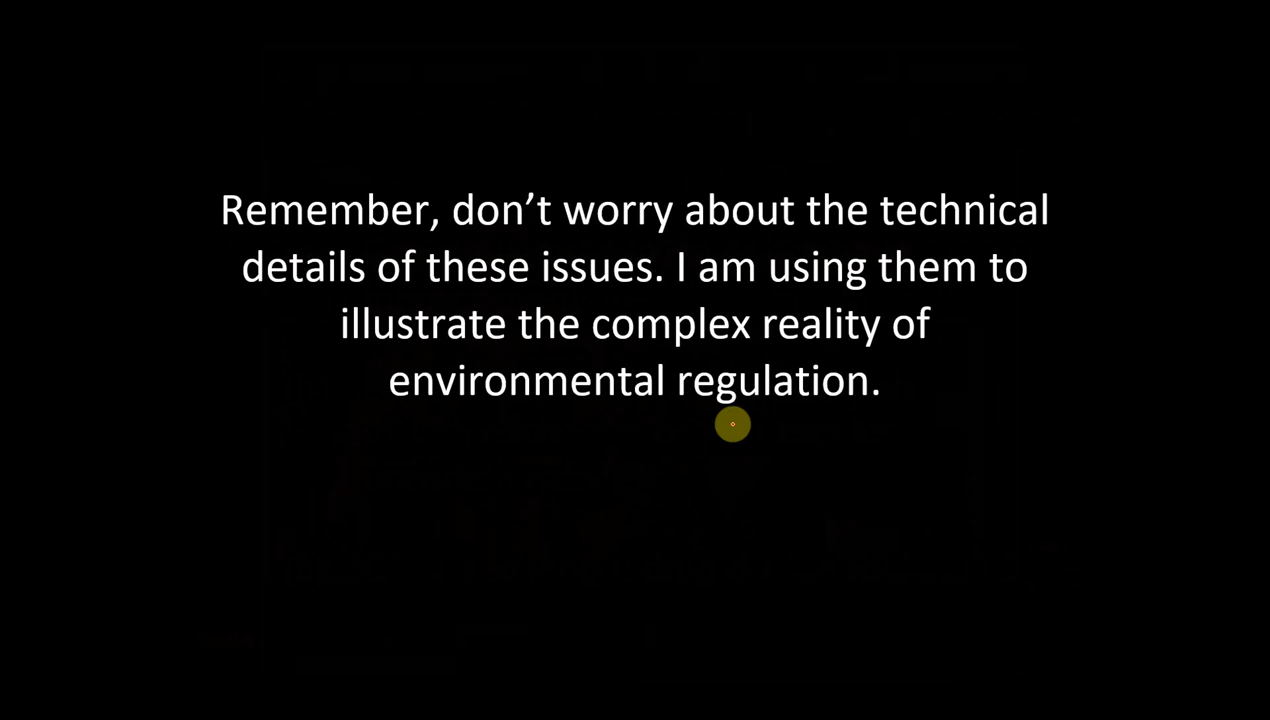 Remember, don’t worry about the technical
details of these issues. I am using them to
illustrate the complex reality of
environmental regulation.